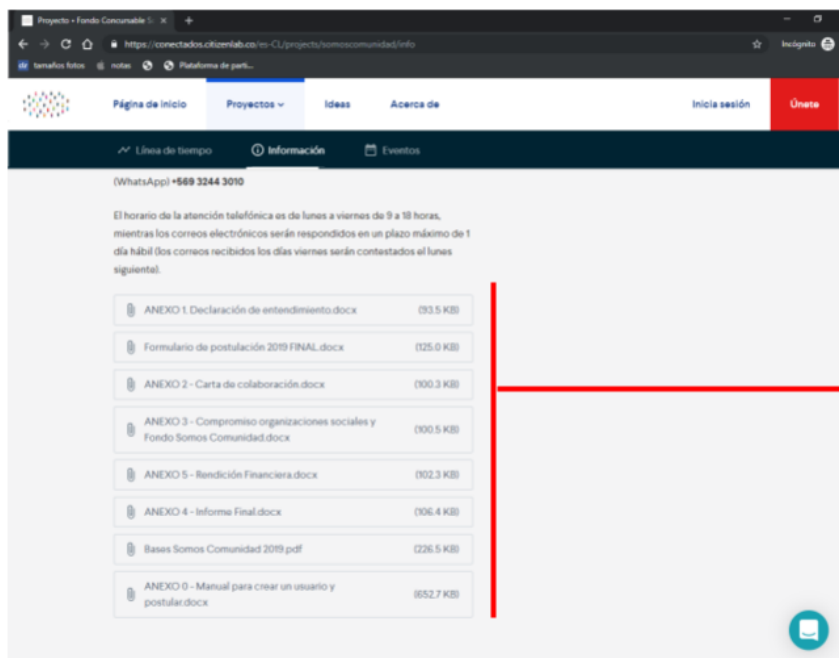 Proyecto • Fondo Concursable S
https://conectados.citizenlab.co/es-CL/projects/somoscomunidad/info
Incógnito
tamaños fotos notas Plataforma de parti...
Página de inicio Proyectos Ideas Acerca de Inicia sesión Únete
Línea de tiempo Información Eventos
(WhatsApp) +569 3244 3010
El horario de la atención telefónica es de lunes a viernes de 9 a 18 horas,
mientras los correos electrónicos serán respondidos en un plazo máximo de 1
día hábil (los correos recibidos los días viernes serán contestados el lunes
siguiente).
ANEXO 1. Declaración de entendimiento.docx (93.5 KB)
Formulario de postulación 2019 FINAL.docx (125.0 KB)
ANEXO 2 - Carta de colaboración.docx (100.3 KB)
ANEXO 3 - Compromiso organizaciones sociales y
Fondo Somos Comunidad.docx (100.5 KB)
ANEXO 5 - Rendición Financiera.docx (102.3 KB)
ANEXO 4 - Informe Final.docx (106.4 KB)
Bases Somos Comunidad 2019.pdf (226.5 KB)
ANEXO 0 - Manual para crear un usuario y
postular.docx (652.7 KB)